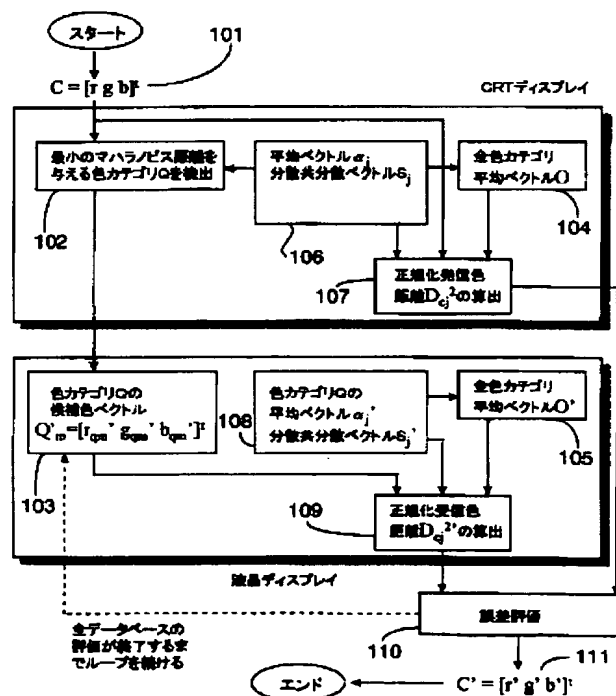 スタート
101
C = [r g b]ᵗ
CRTディスプレイ
最小のマハラノビス距離を
与える色カテゴリQを検出
平均ベクトルαj
分散共分散ベクトルSj
全色カテゴリ
平均ベクトルO
102
106
104
107
正規化発信色
距離Dcj²の算出
色カテゴリQの
候補色ベクトル
108
色カテゴリQの
平均ベクトルαj'
分散共分散ベクトルSj'
全色カテゴリ
平均ベクトルO'
103
105
109
正規化受信色
距離Dcj²'の算出
液晶ディスプレイ
全データベースの
評価が終了するま
でループを続ける
誤差評価
110
111
エンド
C' = [r' g' b']ᵗ